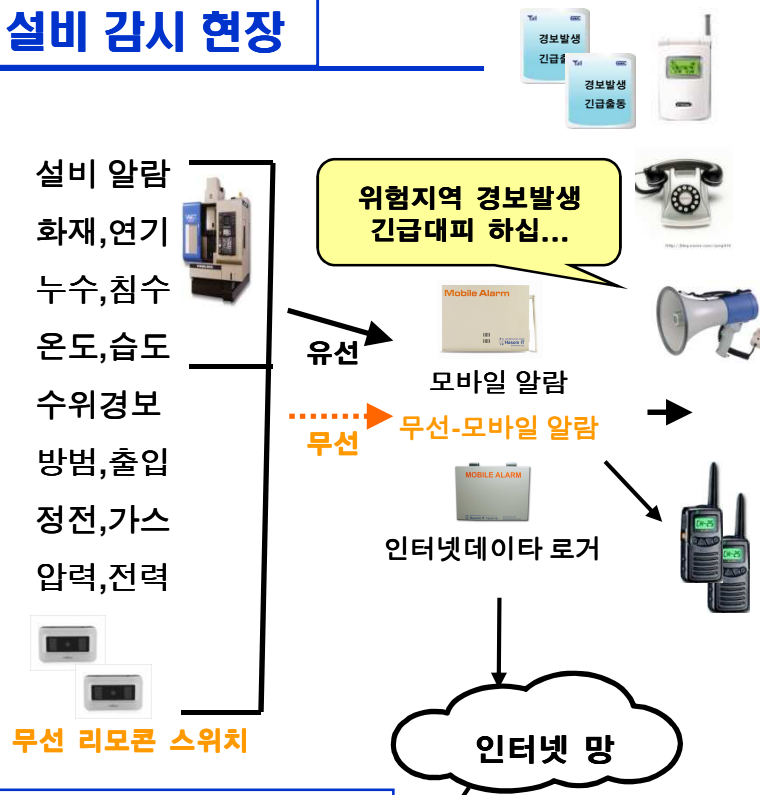 설비 감시 현장
경보발생
긴급출
경보발생
긴급출동
설비 알람
화재,연기
누수,침수
온도,습도
수위경보
방범,출입
정전,가스
압력,전력
무선 리모콘 스위치
위험지역 경보발생
긴급대피 하십...
유선
무선
Mobile Alarm
모바일 알람
무선-모바일 알람
MOBILE ALARM
인터넷데이타 로거
인터넷 망